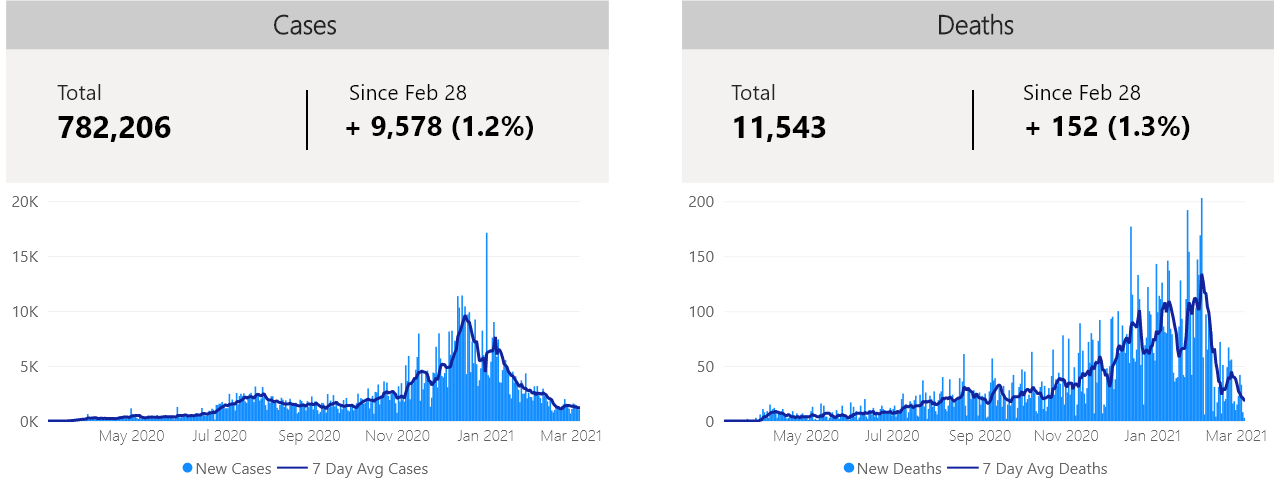 Cases
Total
782,206
Since Feb 28
+ 9,578 (1.2%)
20K
15K
10K
5K
0K
May 2020 Jul 2020 Sep 2020 Nov 2020 Jan 2021 Mar 2021
New Cases 7 Day Avg Cases
Deaths
Total
11,543
Since Feb 28
+ 152 (1.3%)
200
150
100
50
0
May 2020 Jul 2020 Sep 2020 Nov 2020 Jan 2021 Mar 2021
New Deaths 7 Day Avg Deaths